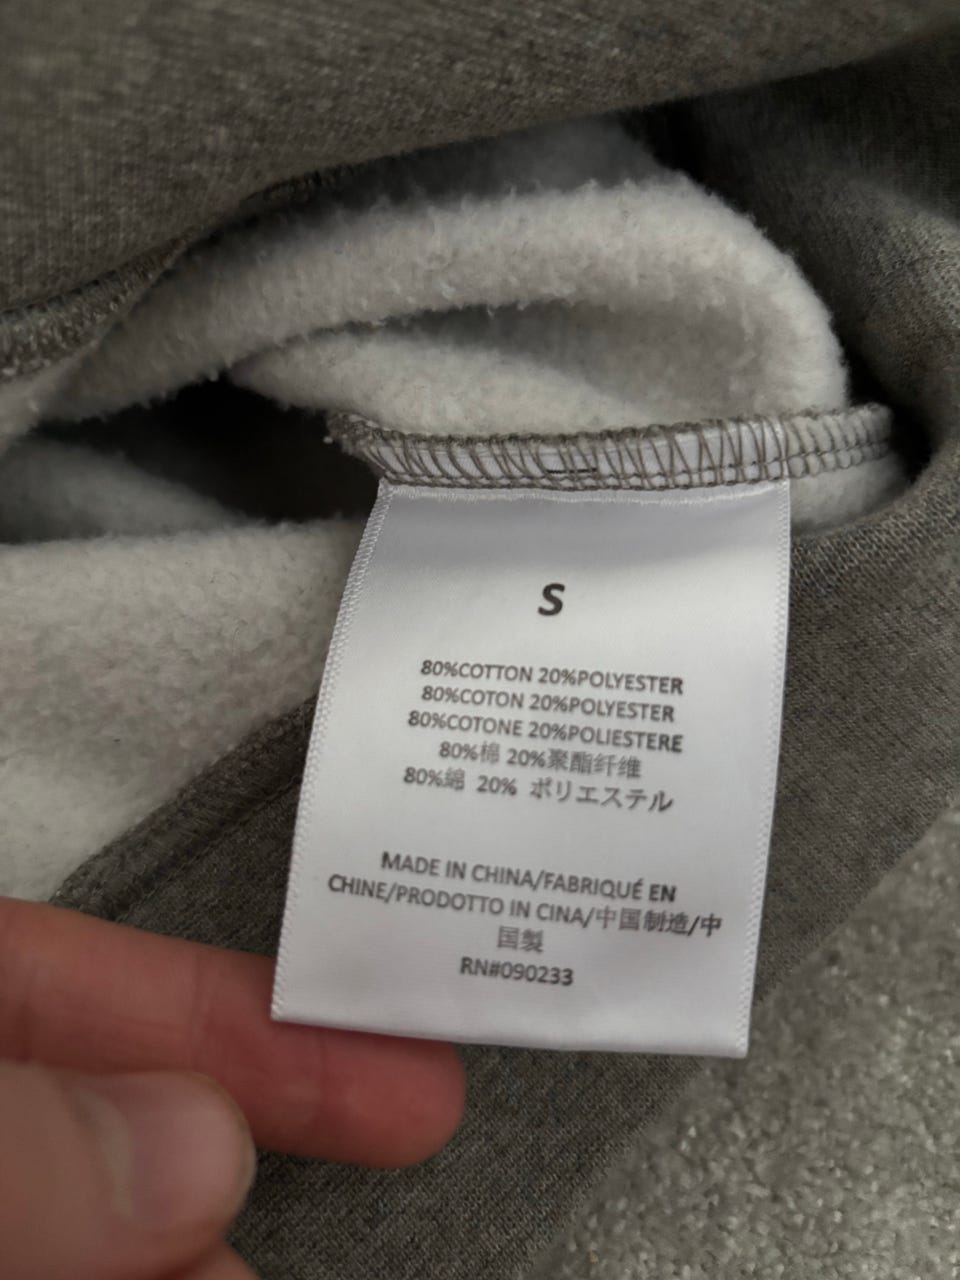 S
80%COTTON 20%POLYESTER
80%COTON 20%POLYESTER
80%COTONE 20%POLIESTERE
80%棉 20%聚酯纤维
80%綿 20% ポリエステル
MADE IN CHINA/FABRIQUÉ EN
CHINE/PRODOTTO IN CINA/中国制造/中
国製
RN#090233